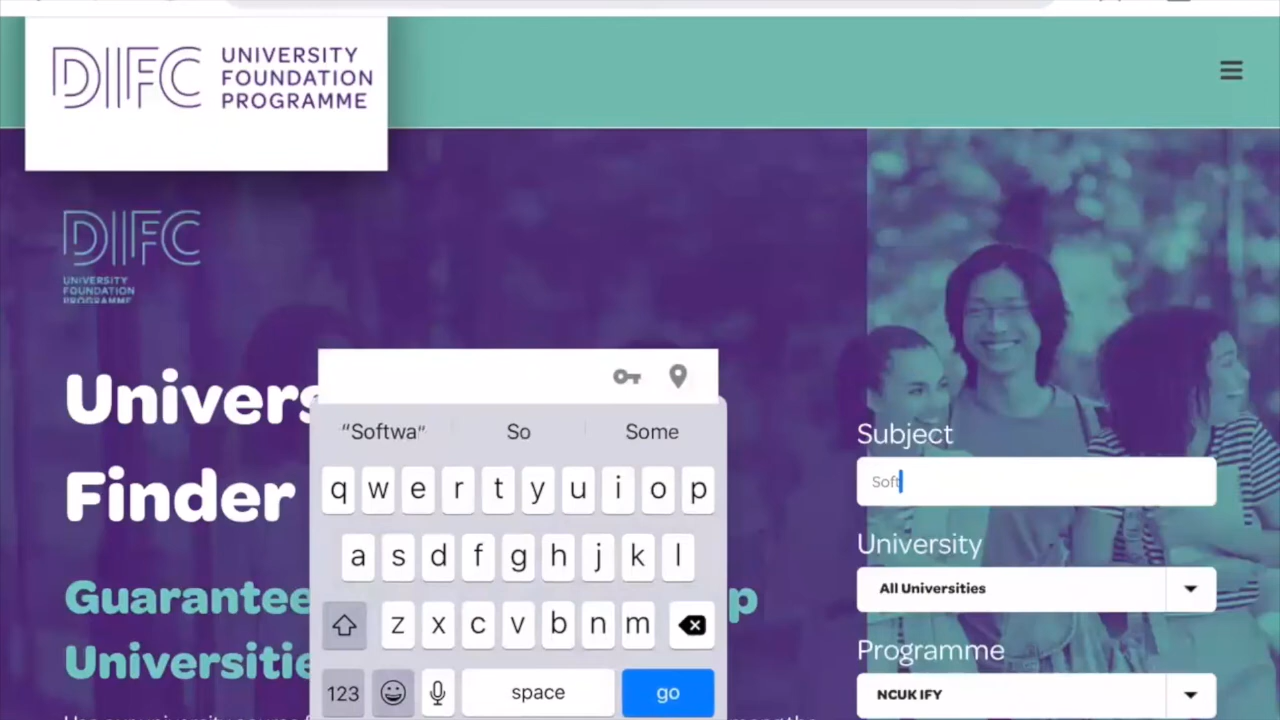 DIFC UNIVERSITY
FOUNDATION
PROGRAMME
DIFC
UNIVERSITY
FOUNDATION
PROGRAMME
Univers
Finder
Guarantee
p
Universitie
"Softwa"
So
Some
q w e r t y u i o p
a s d f g h j k l
z x c v b n m
123
space
go
Subject
Soft
University
All Universities
Programme
NCUK IFY